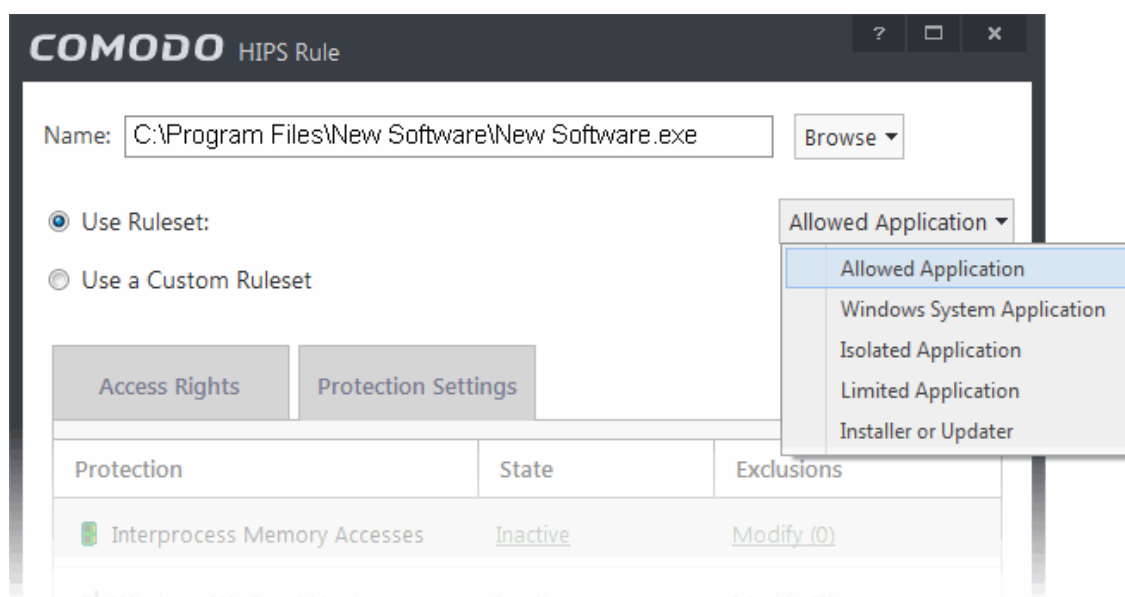 COMODO HIPS Rule
?
Name: C:\Program Files\New Software\New Software.exe Browse
Use Ruleset: Allowed Application
Use a Custom Ruleset
Allowed Application
Windows System Application
Isolated Application
Limited Application
Installer or Updater
Access Rights Protection Settings
Protection State Exclusions
Interprocess Memory Accesses Inactive Modify (0)